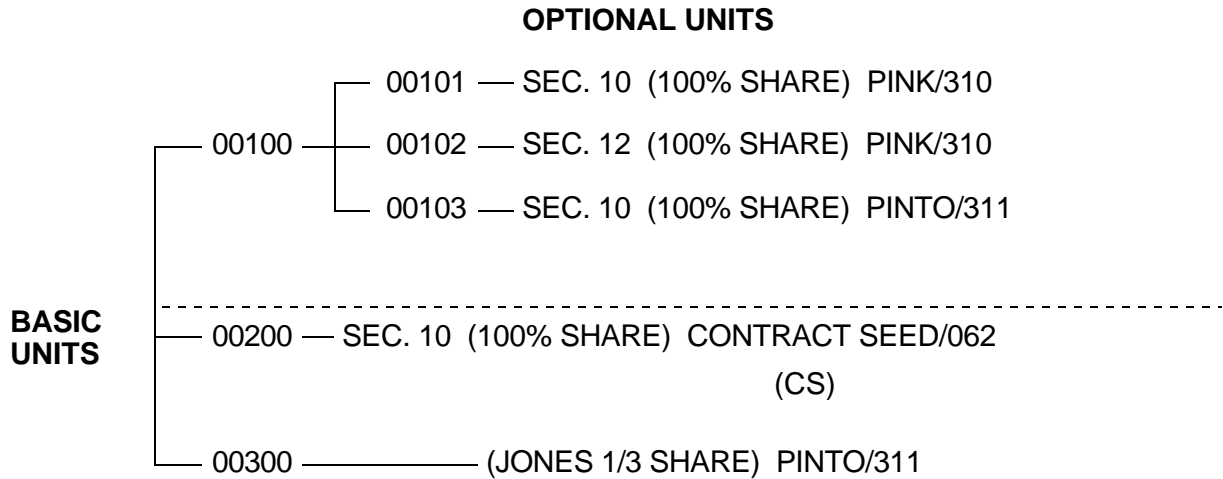 OPTIONAL UNITS
00101 SEC. 10 (100% SHARE) PINK/310
00100 00102 SEC. 12 (100% SHARE) PINK/310
00103 SEC. 10 (100% SHARE) PINTO/311
BASIC
UNITS
00200 SEC. 10 (100% SHARE) CONTRACT SEED/062
(CS)
00300 (JONES 1/3 SHARE) PINTO/311